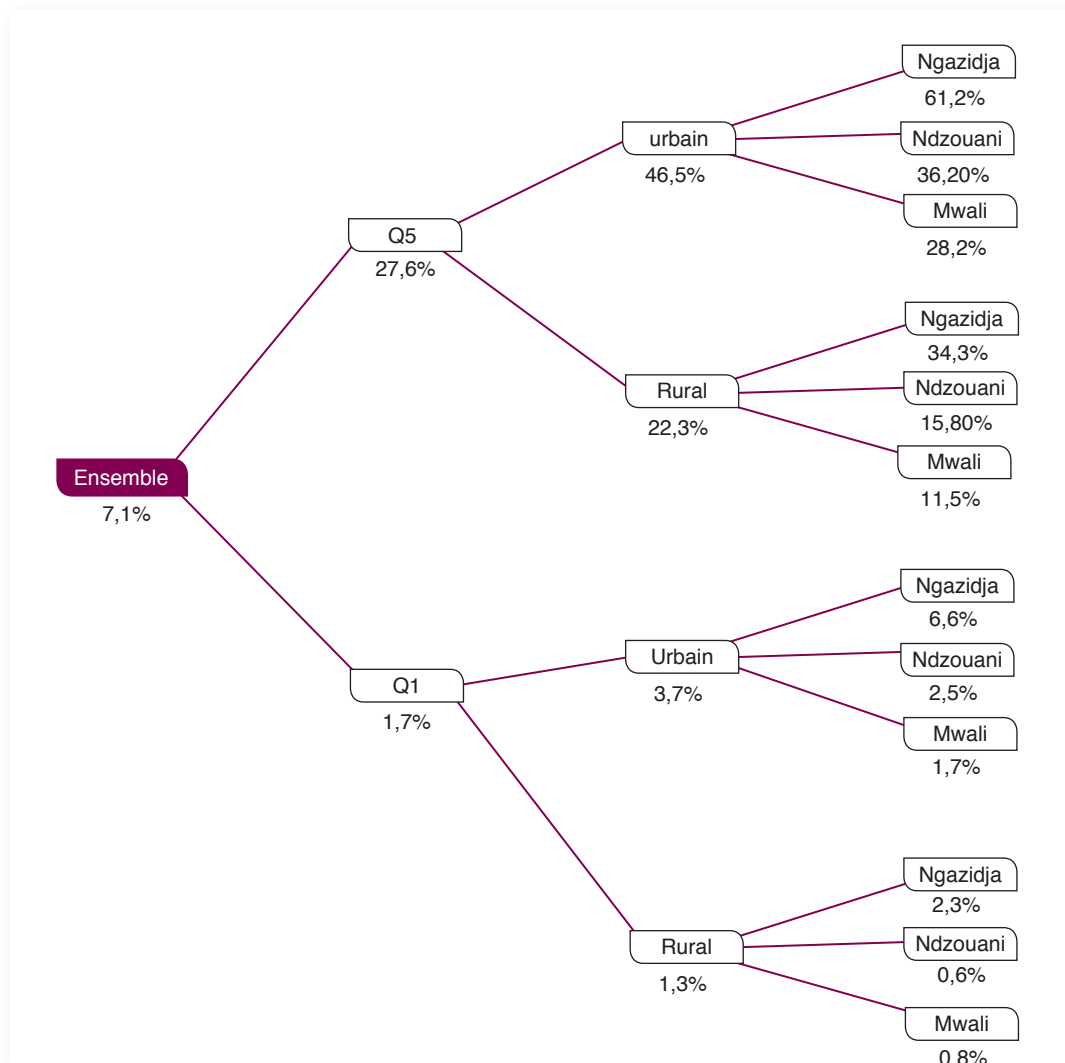 Ngazidja
61,2%
urbain
46,5%
Ndzouani
36,20%
Mwali
28,2%
Q5
27,6%
Ngazidja
34,3%
Rural
22,3%
Ndzouani
15,80%
Mwali
11,5%
Ensemble
7,1%
Ngazidja
6,6%
Urbain
3,7%
Ndzouani
2,5%
Mwali
1,7%
Q1
1,7%
Ngazidja
2,3%
Rural
1,3%
Ndzouani
0,6%
Mwali
0,8%